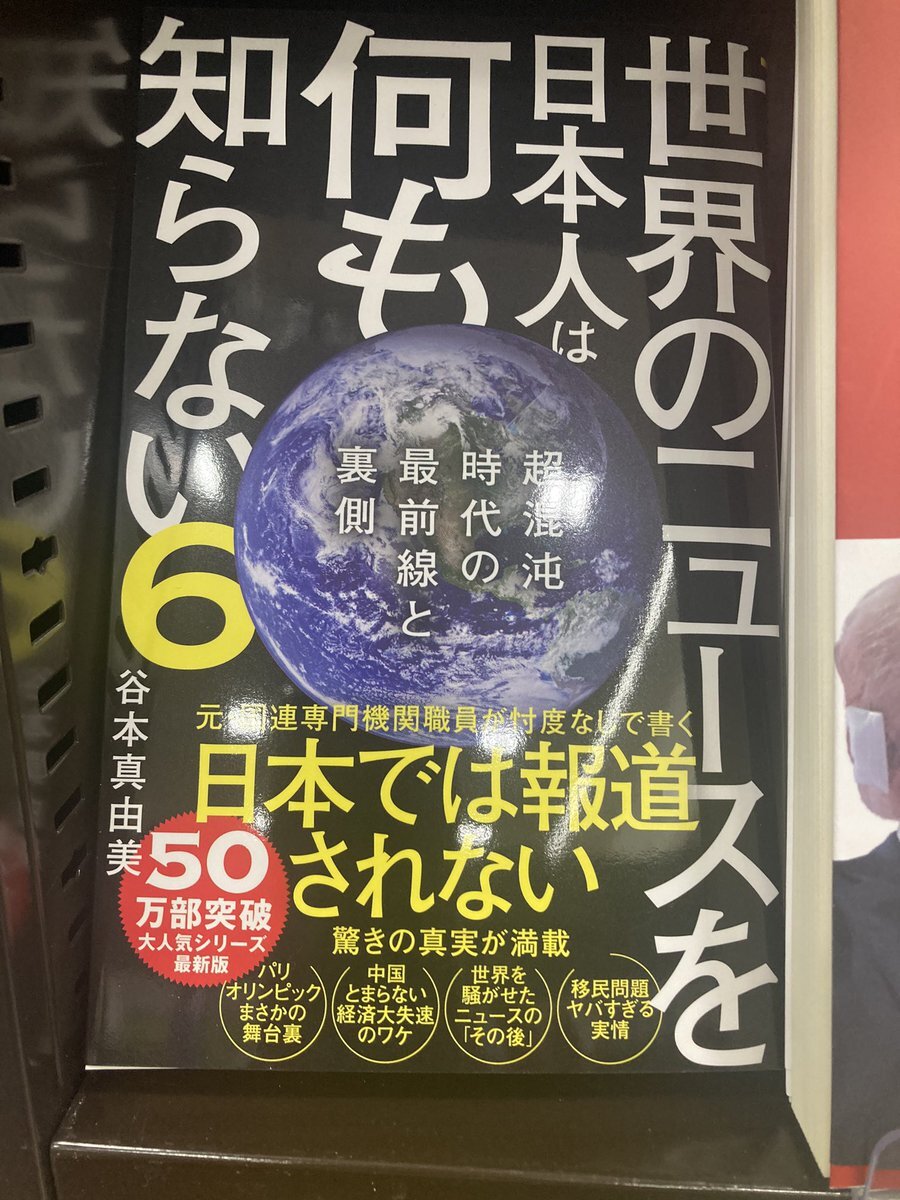 世界のニュースを
日本人は
何も
知らない
6
超混沌
時代の
最前線と
裏側
谷本真由美
元・国連専門機関職員が忖度なしで書く
日本では報道
されない
驚きの真実が満載
50
万部突破
大人気シリーズ
最新版
パリ
オリンピック
まさかの
舞台裏
中国
とまらない
経済大失速
のワケ
世界を
騒がせた
ニュースの
「その後」
移民問題
ヤバすぎる
実情